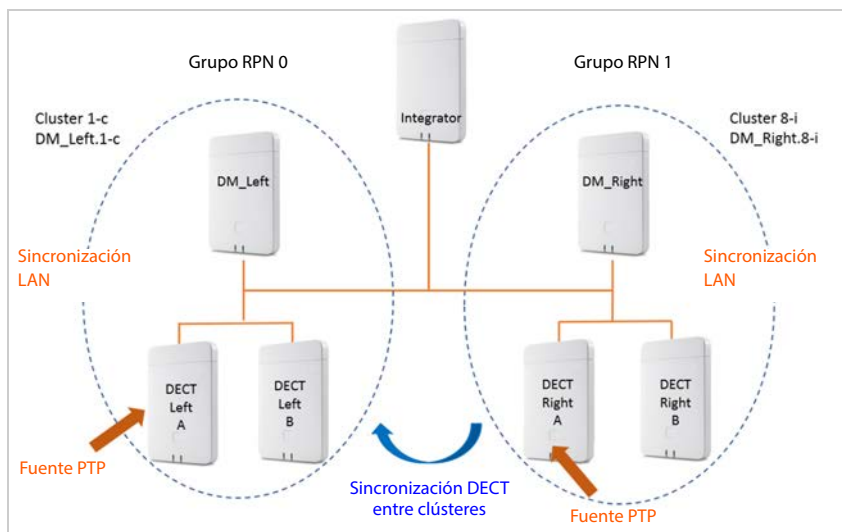 Grupo RPN 0
Grupo RPN 1
Integrator
Cluster 1-c
DM_Left.1-c
Cluster 8-i
DM_Right.8-i
DM_Left
DM_Right
Sincronización
LAN
Sincronización
LAN
DECT
Left
A
DECT
Left
B
DECT
Right
A
DECT
Right
B
Fuente PTP
Sincronización DECT
entre clústeres
Fuente PTP